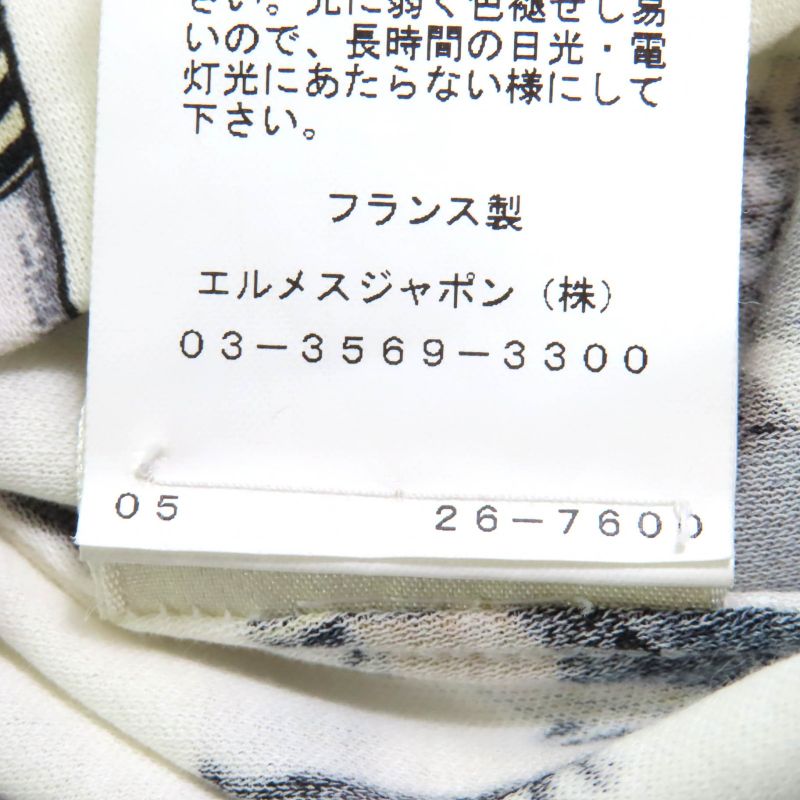 さい。光に弱く色褪せし易
いので、長時間の日光・電
灯光にあたらない様にして
下さい。
フランス製
エルメスジャポン（株）
０３－３５６９－３３００
０５　２６－７６００